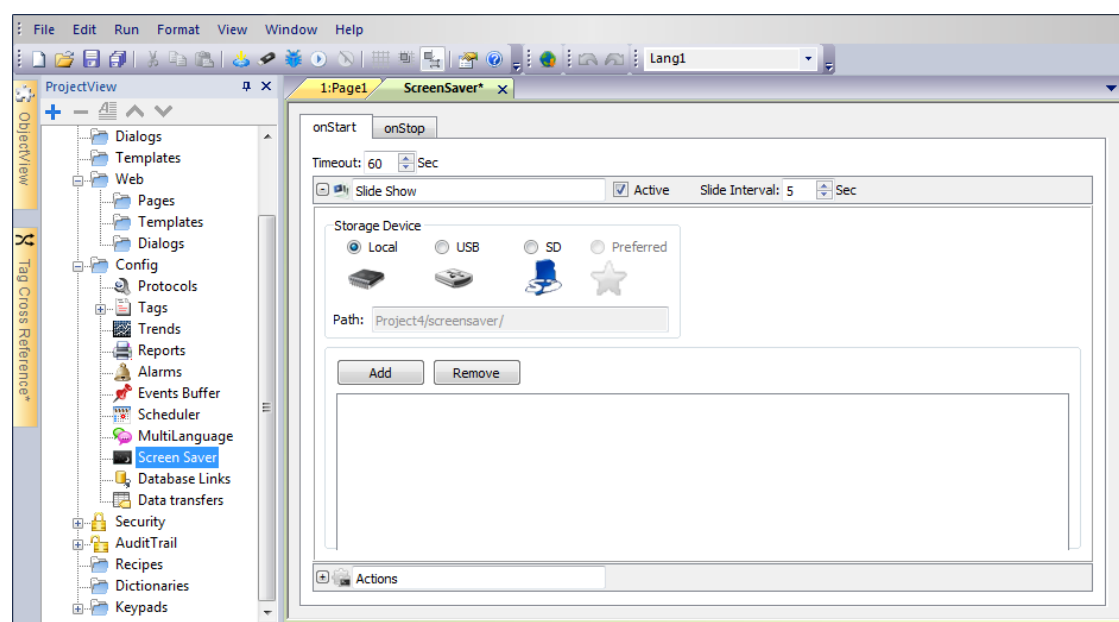 File Edit Run Format View Window Help
Lang1
ProjectView
1:Page1 ScreenSaver*
ObjectView
Tag Cross Reference*
Dialogs
Templates
Web
Pages
Templates
Dialogs
Config
Protocols
Tags
Trends
Reports
Alarms
Events Buffer
Scheduler
MultiLanguage
Screen Saver
Database Links
Data transfers
Security
AuditTrail
Recipes
Dictionaries
Keypads
onStart onStop
Timeout: 60 Sec
Slide Show Active Slide Interval: 5 Sec
Storage Device
Local USB SD Preferred
Path: Project4/screensaver/
Add Remove
Actions